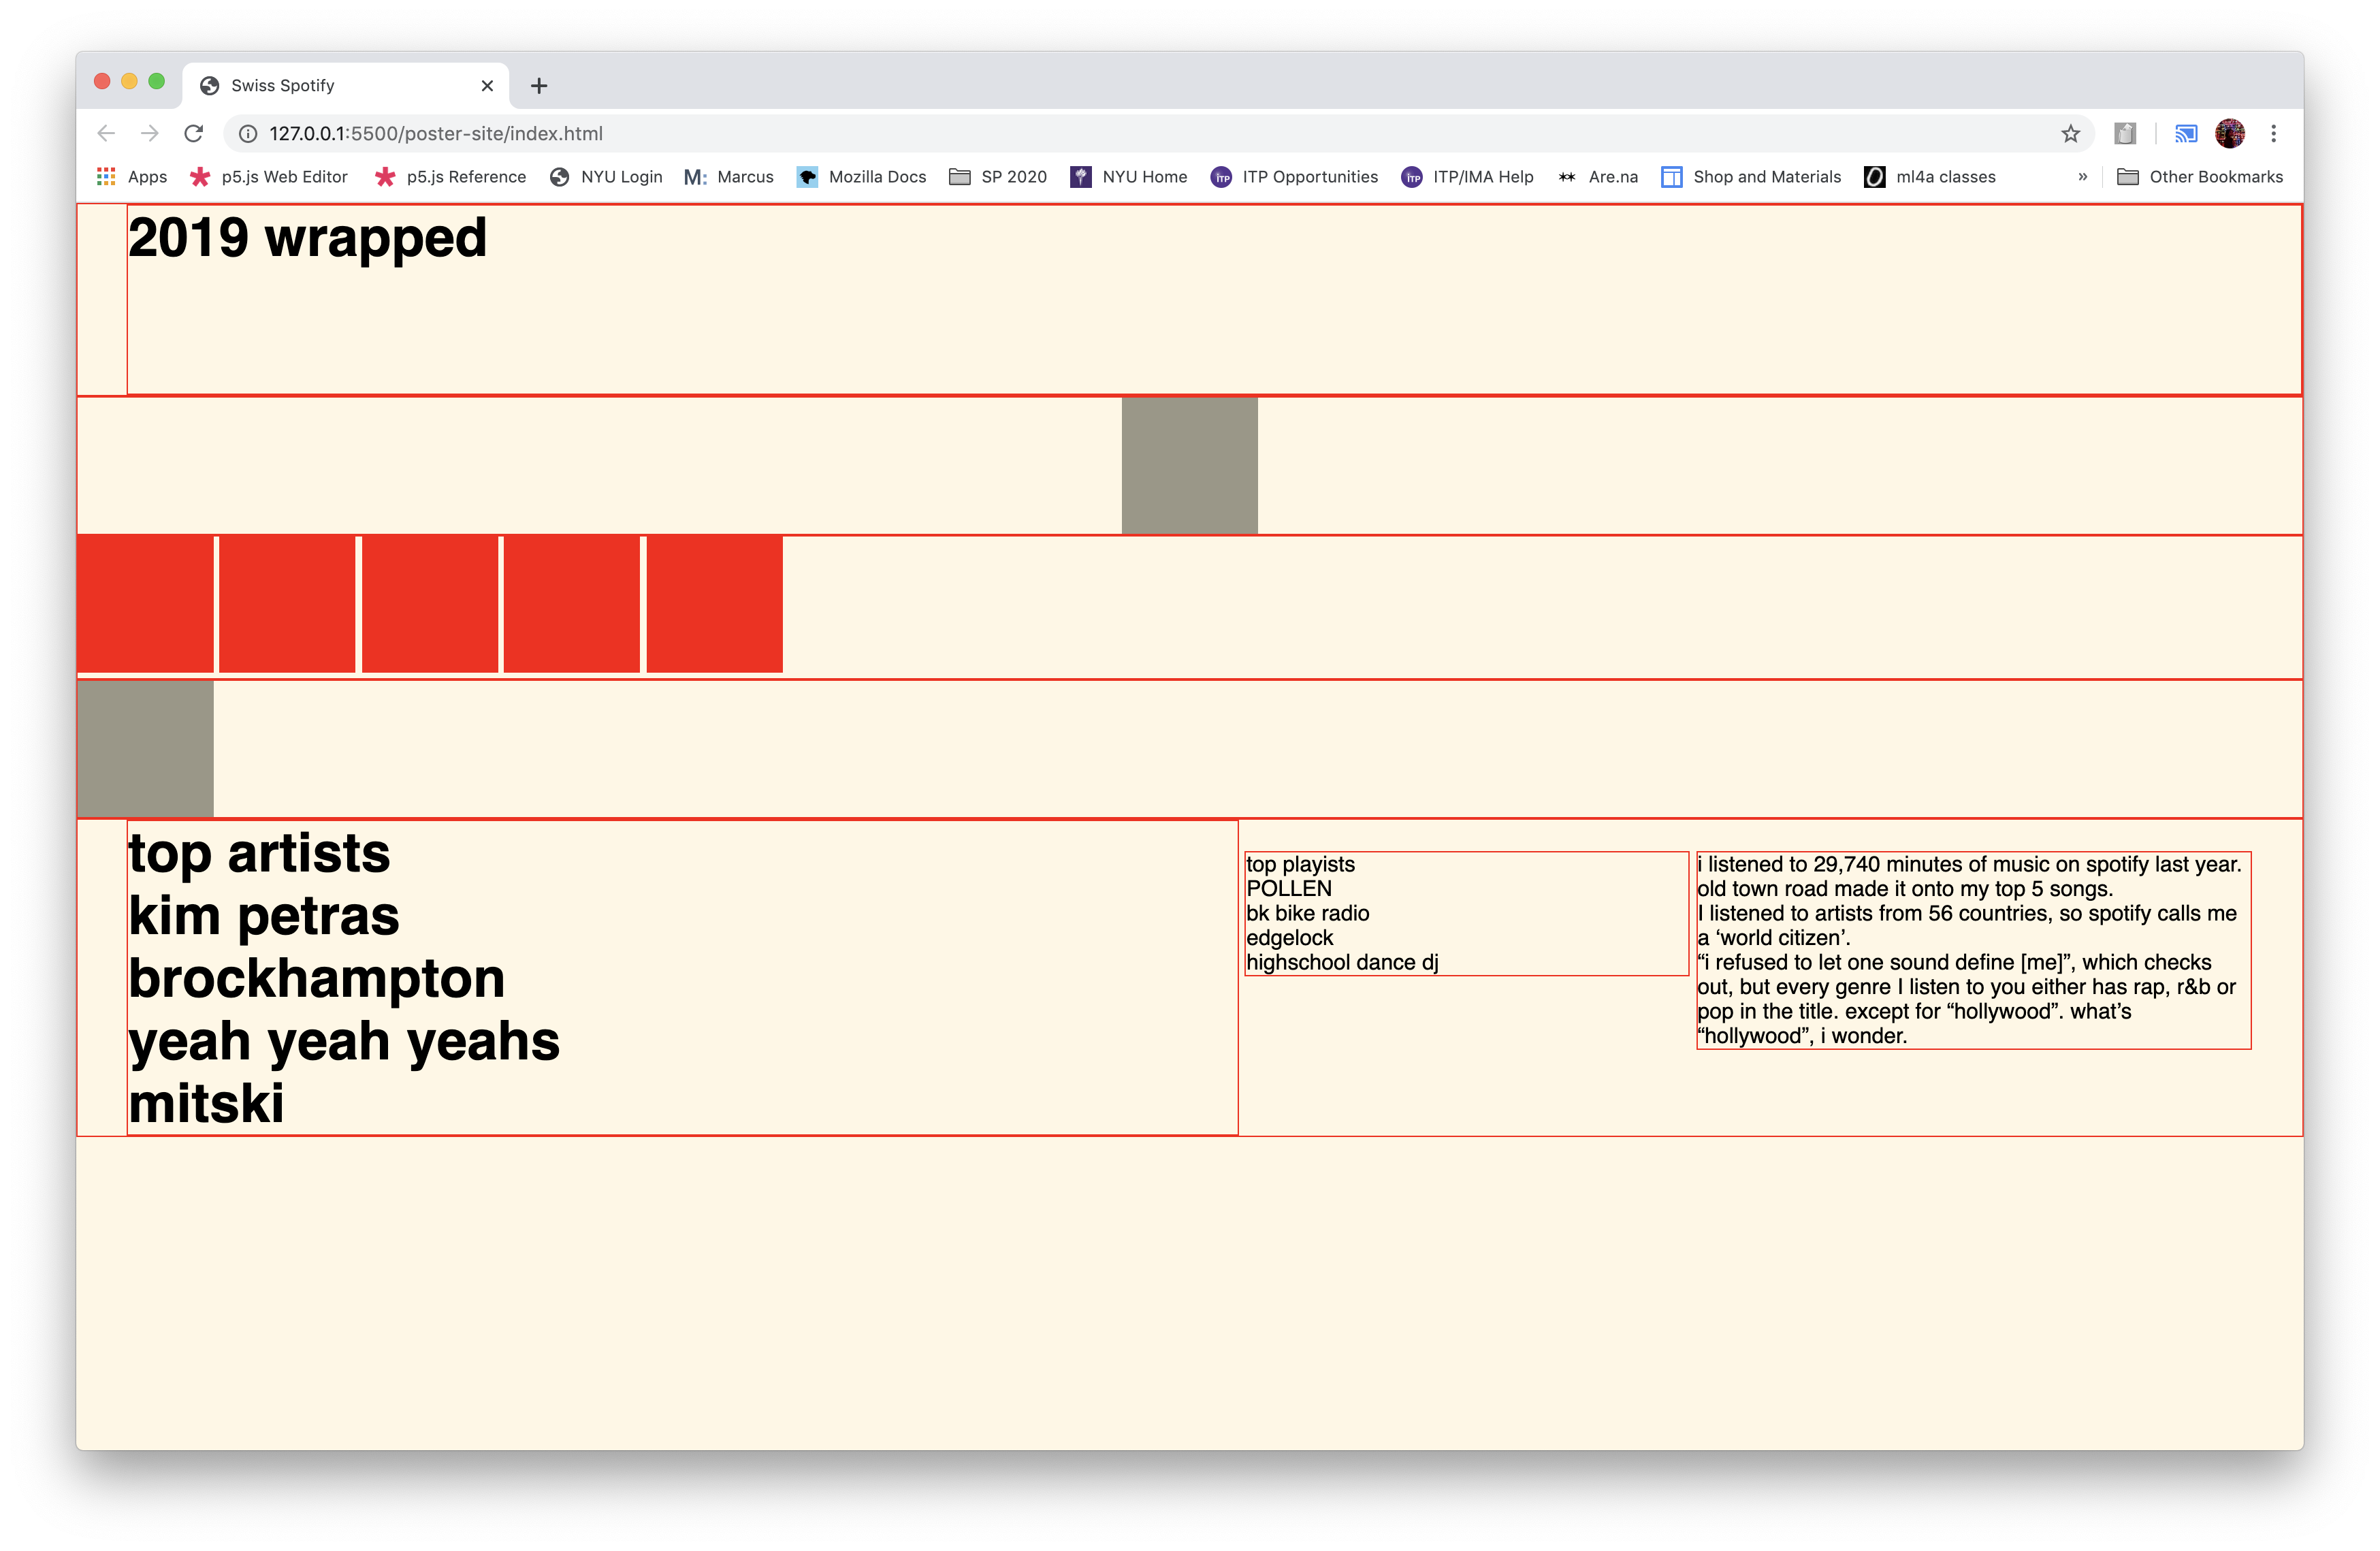 Swiss Spotify
127.0.0.1:5500/poster-site/index.html
Apps p5.js Web Editor p5.js Reference NYU Login M: Marcus Mozilla Docs SP 2020 NYU Home ITP ITP Opportunities ITP ITP/IMA Help Are.na Shop and Materials ml4a classes » Other Bookmarks
2019 wrapped
top artists
kim petras
brockhampton
yeah yeah yeahs
mitski
top playists
POLLEN
bk bike radio
edgelock
highschool dance dj
i listened to 29,740 minutes of music on spotify last year.
old town road made it onto my top 5 songs.
I listened to artists from 56 countries, so spotify calls me
a ‘world citizen’.
“i refused to let one sound define [me]”, which checks
out, but every genre I listen to you either has rap, r&b or
pop in the title. except for “hollywood”. what’s
“hollywood”, i wonder.